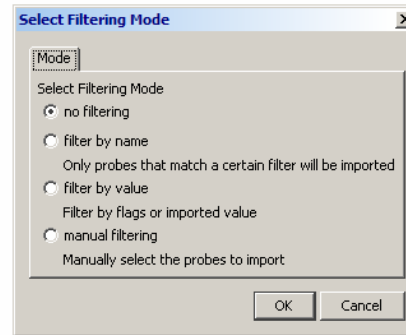 Select Filtering Mode
Mode
Select Filtering Mode
no filtering
filter by name
Only probes that match a certain filter will be imported
filter by value
Filter by flags or imported value
manual filtering
Manually select the probes to import
OK Cancel